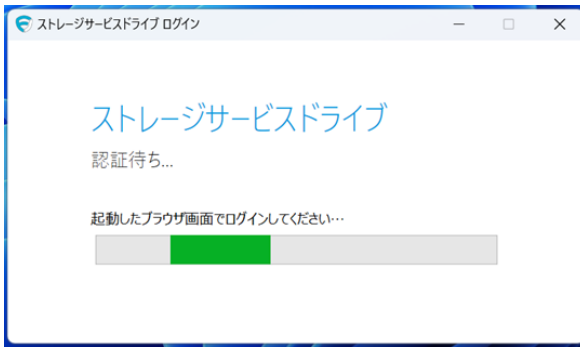 ストレージサービスドライブ ログイン
ストレージサービスドライブ
認証待ち...
起動したブラウザ画面でログインしてください…